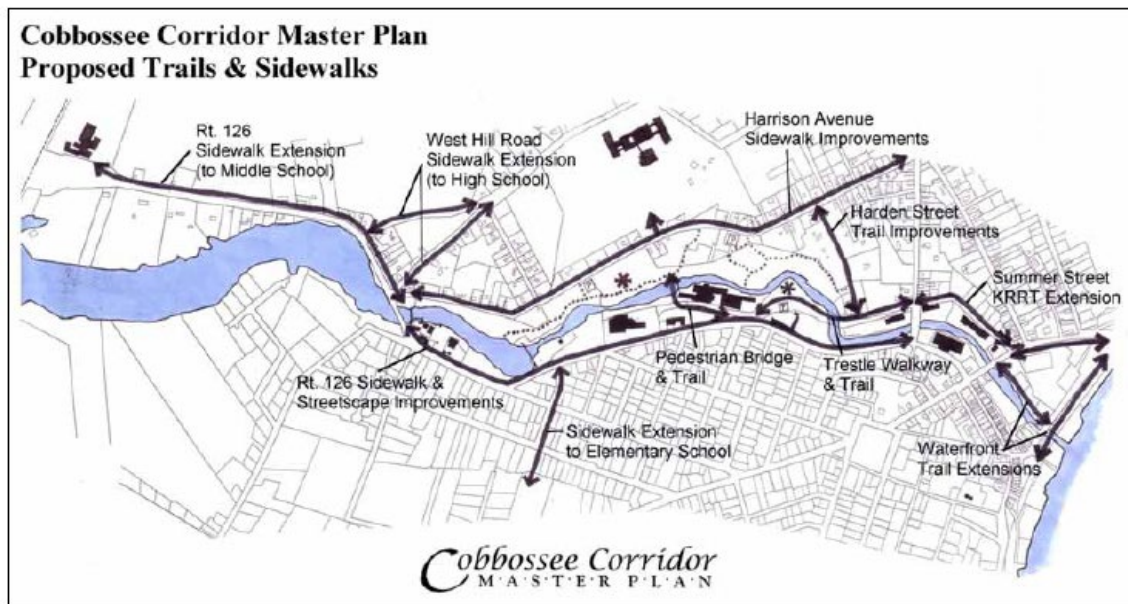 Cobbossee Corridor Master Plan
Proposed Trails & Sidewalks
Rt. 126
Sidewalk Extension
(to Middle School)
West Hill Road
Sidewalk Extension
(to High School)
Harrison Avenue
Sidewalk Improvements
Harden Street
Trail Improvements
Summer Street
KRRT Extension
Pedestrian Bridge
& Trail
Trestle Walkway
& Trail
Rt. 126 Sidewalk &
Streetscape Improvements
Sidewalk Extension
to Elementary School
Waterfront
Trail Extensions
Cobbossee Corridor
M·A·S·T·E·R P·L·A·N